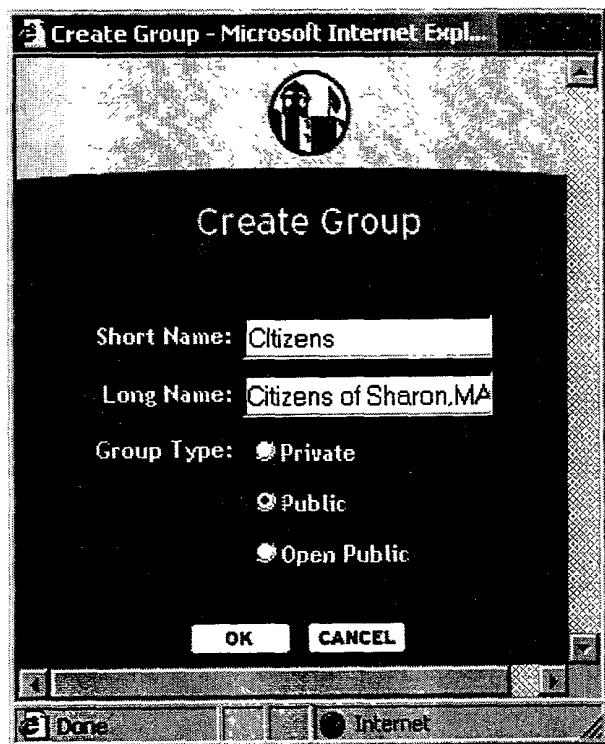 Create Group - Microsoft Internet Expl...
Create Group
Short Name: CItizens
Long Name: Citizens of Sharon,MA
Group Type: Private
Public
Open Public
OK CANCEL
Done Internet